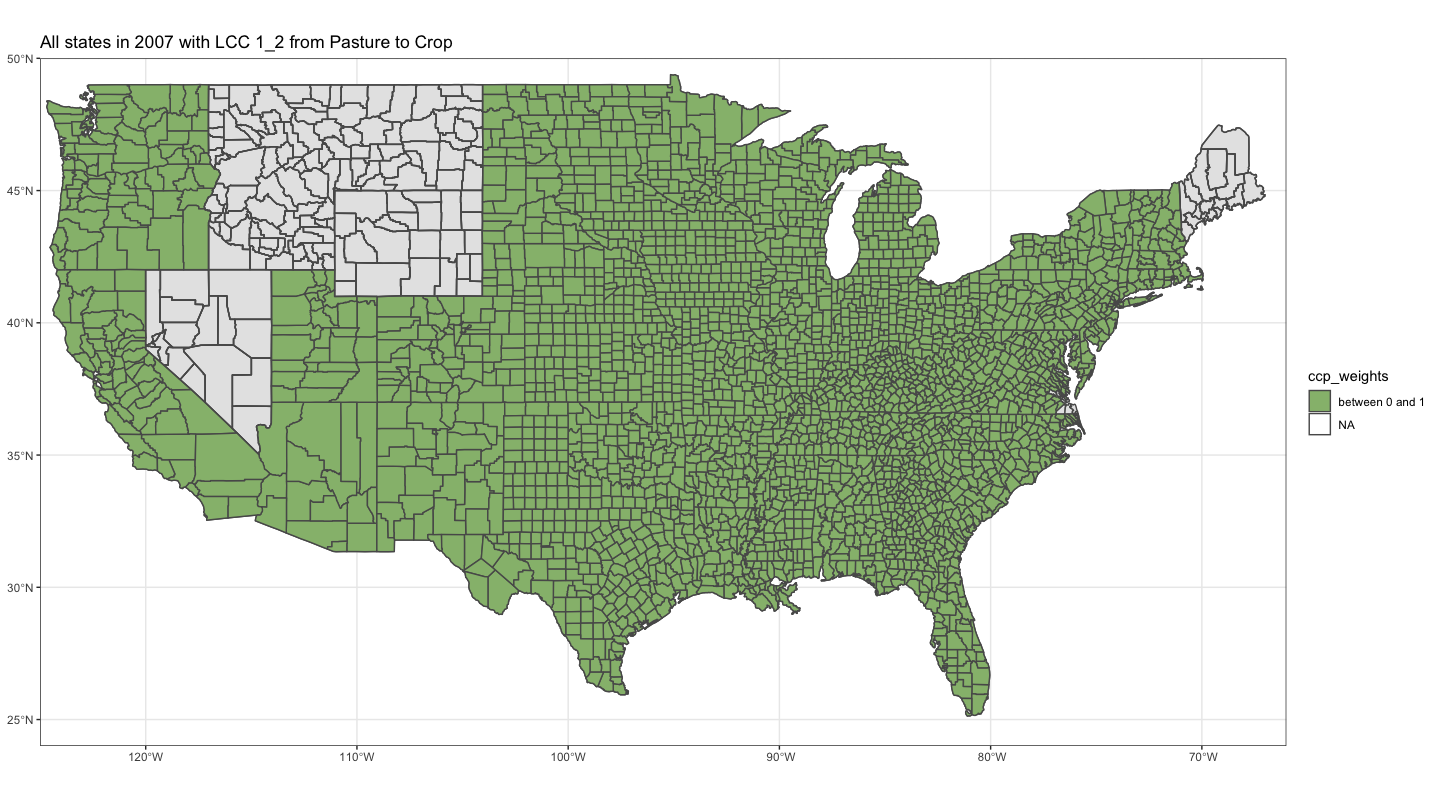 All states in 2007 with LCC 1_2 from Pasture to Crop
50°N
45°N
40°N
35°N
30°N
25°N
120°W
110°W
100°W
90°W
80°W
70°W
ccp_weights
between 0 and 1
NA